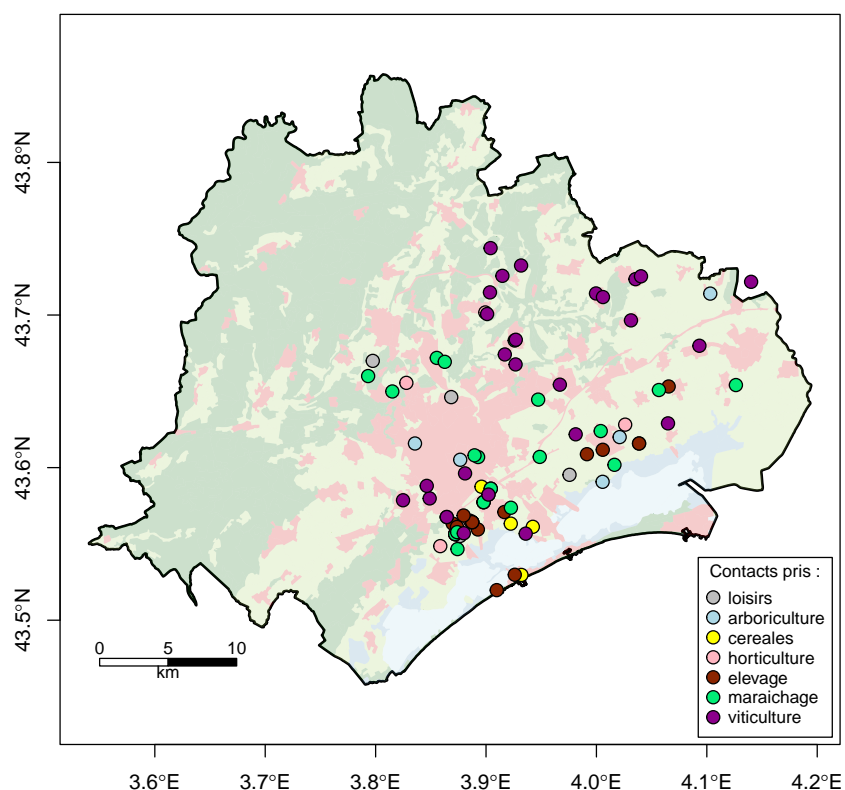 43.8°N
43.7°N
43.6°N
43.5°N
0 5 10
km
Contacts pris :
loisirs
arboriculture
cereales
horticulture
elevage
maraichage
viticulture
3.6°E 3.7°E 3.8°E 3.9°E 4.0°E 4.1°E 4.2°E